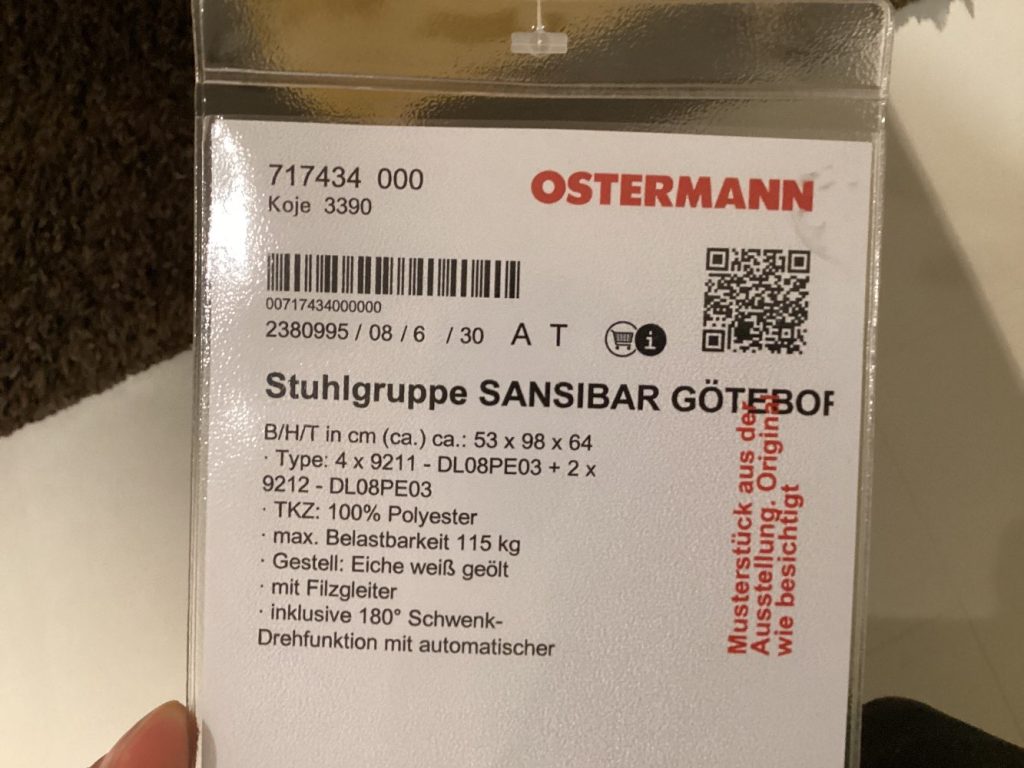 717434 000
Koje 3390
OSTERMANN
00717434000000
2380995 / 08 / 6 / 30 A T
i
Stuhlgruppe SANSIBAR GÖTEBOR
B/H/T in cm (ca.) ca.: 53 x 98 x 64
· Type: 4 x 9211 - DL08PE03 + 2 x
9212 - DL08PE03
· TKZ: 100% Polyester
· max. Belastbarkeit 115 kg
· Gestell: Eiche weiß geölt
· mit Filzgleiter
· inklusive 180° Schwenk-
Drehfunktion mit automatischer
Musterstück aus der
Ausstellung. Original
wie besichtigt